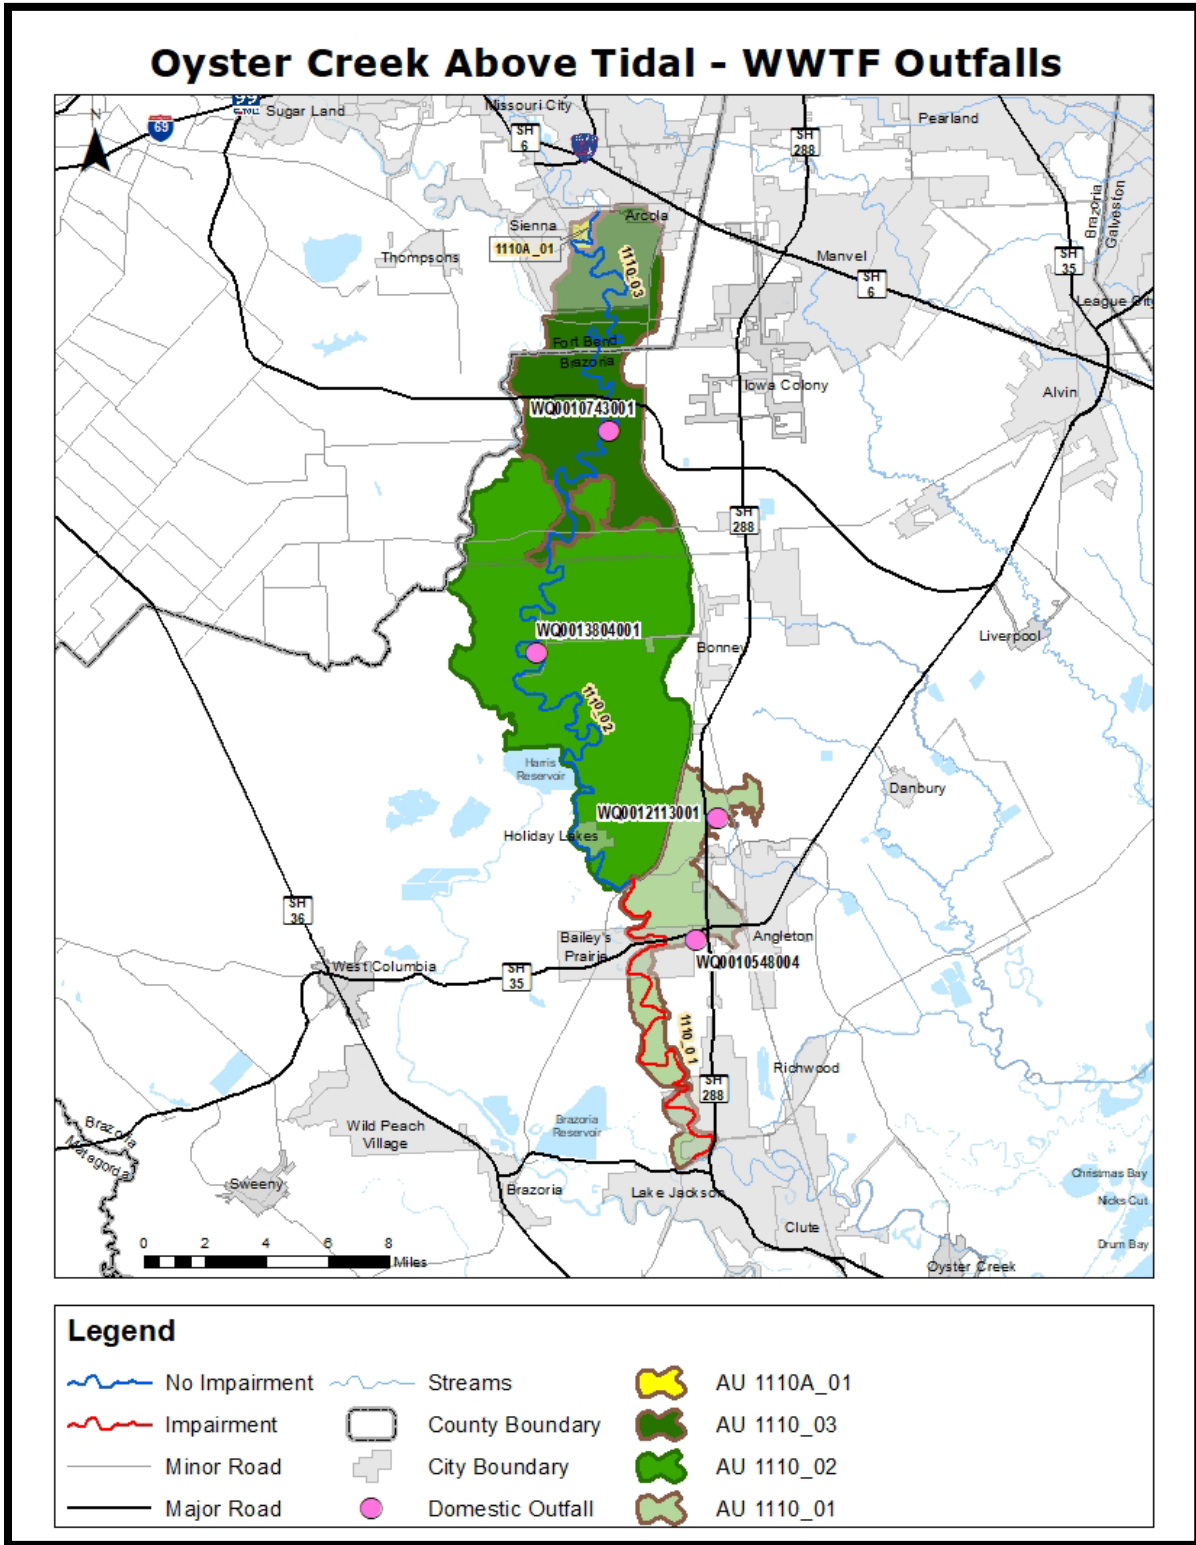 Oyster Creek Above Tidal - WWTF Outfalls
N
69
99
Sugar Land
Missouri City
SH
6
SH
288
Pearland
Brazoria
Galveston
Sienna
Arcola
1110A_01
1110_03
Thompsons
Manvel
SH
6
SH
35
League City
Fort Bend
Brazoria
Iowa Colony
Alvin
WQ0010743001
SH
288
WQ0013804001
Bonney
Liverpool
1110_02
Harris
Reservoir
Danbury
WQ0012113001
Holiday Lakes
SH
36
Bailey's
Prairie
Angleton
WQ0010548004
West Columbia
SH
35
1110_01
Richwood
SH
288
Brazoria
Matagorda
Wild Peach
Village
Brazoria
Reservoir
Sweeny
Brazoria
Lake Jackson
Clute
Christmas Bay
Nicks Cut
Drum Bay
Oyster Creek
0 2 4 6 8
Miles
Legend
No Impairment
Streams
AU 1110A_01
Impairment
County Boundary
AU 1110_03
Minor Road
City Boundary
AU 1110_02
Major Road
Domestic Outfall
AU 1110_01